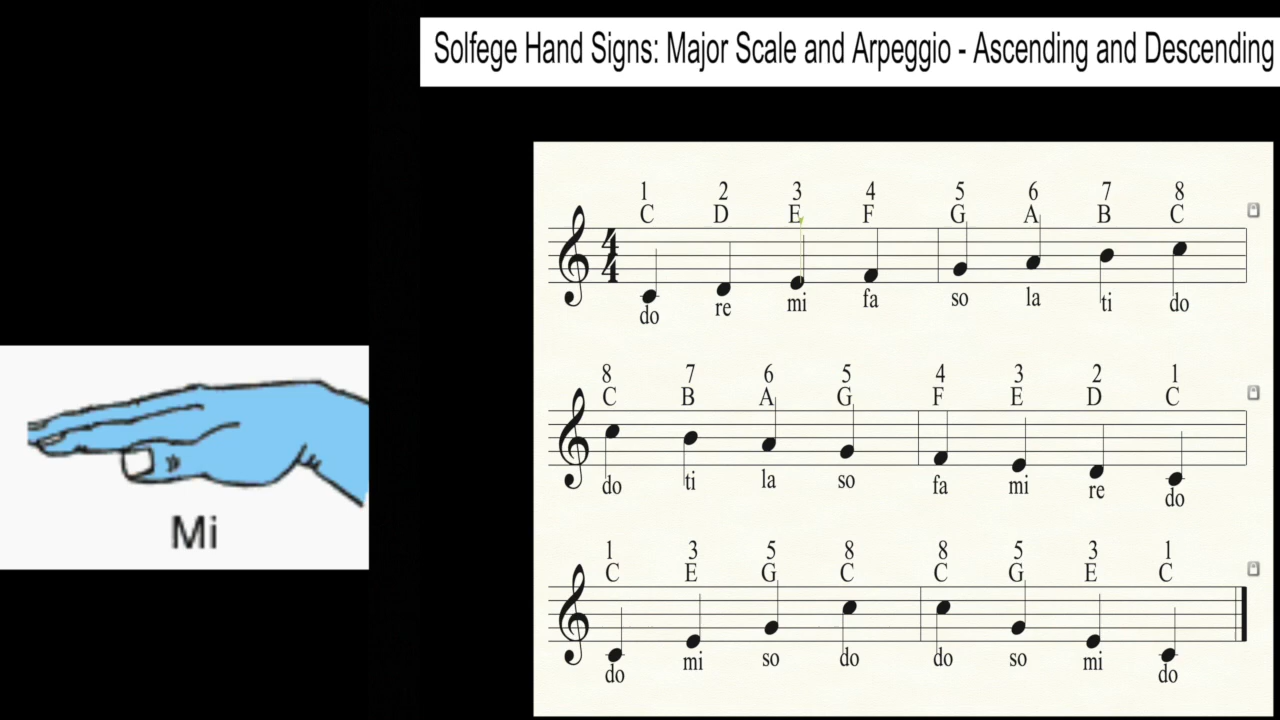 Solfege Hand Signs: Major Scale and Arpeggio - Ascending and Descending
1 2 3 4 5 6 7 8
C D E F G A B C
4
4
do re mi fa so la ti do
8 7 6 5 4 3 2 1
C B A G F E D C
do ti la so fa mi re do
Mi
1 3 5 8 8 5 3 1
C E G C C G E C
do mi so do do so mi do